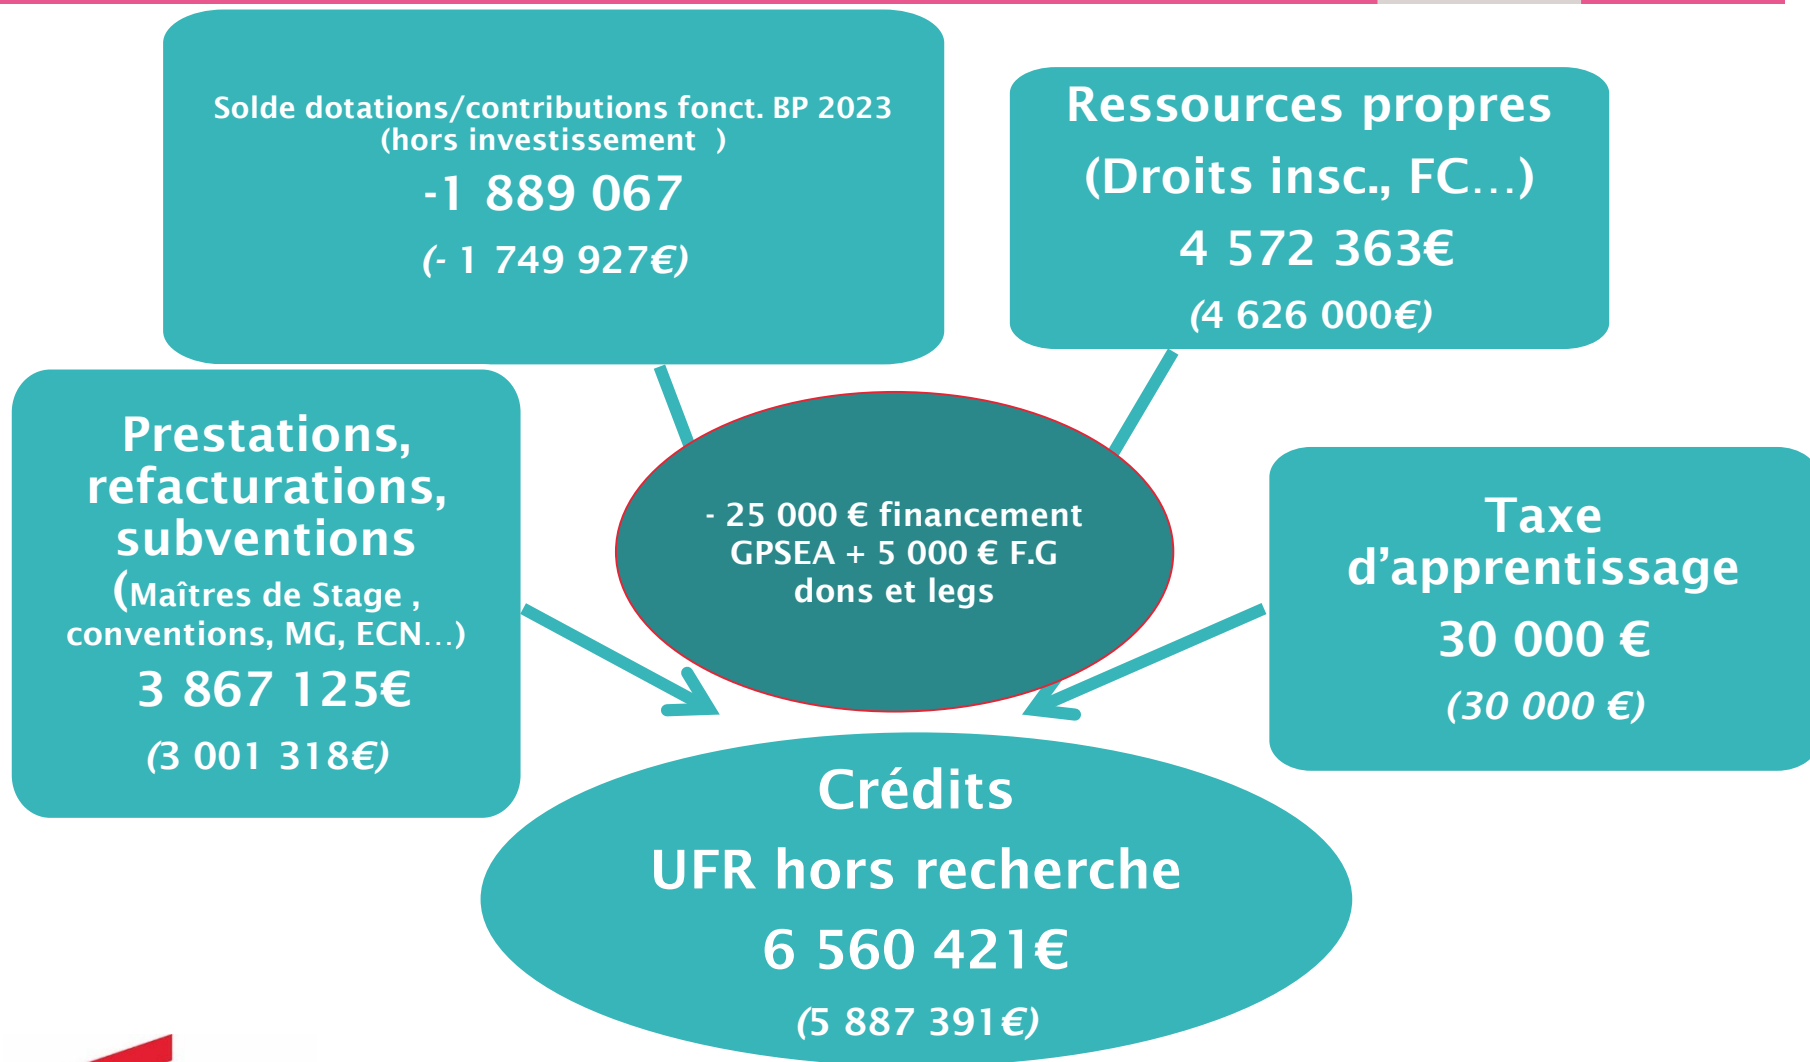 Solde dotations/contributions fonct. BP 2023
(hors investissement  )
-1 889 067
(- 1 749 927€)
Ressources propres
(Droits insc., FC…)
4 572 363€
(4 626 000€)
Prestations,
refacturations,
subventions
(Maîtres de Stage ,
conventions, MG, ECN…)
3 867 125€
(3 001 318€)
- 25 000 € financement
GPSEA + 5 000 € F.G
dons et legs
Taxe
d’apprentissage
30 000 €
(30 000 €)
Crédits
UFR hors recherche
6 560 421€
(5 887 391€)